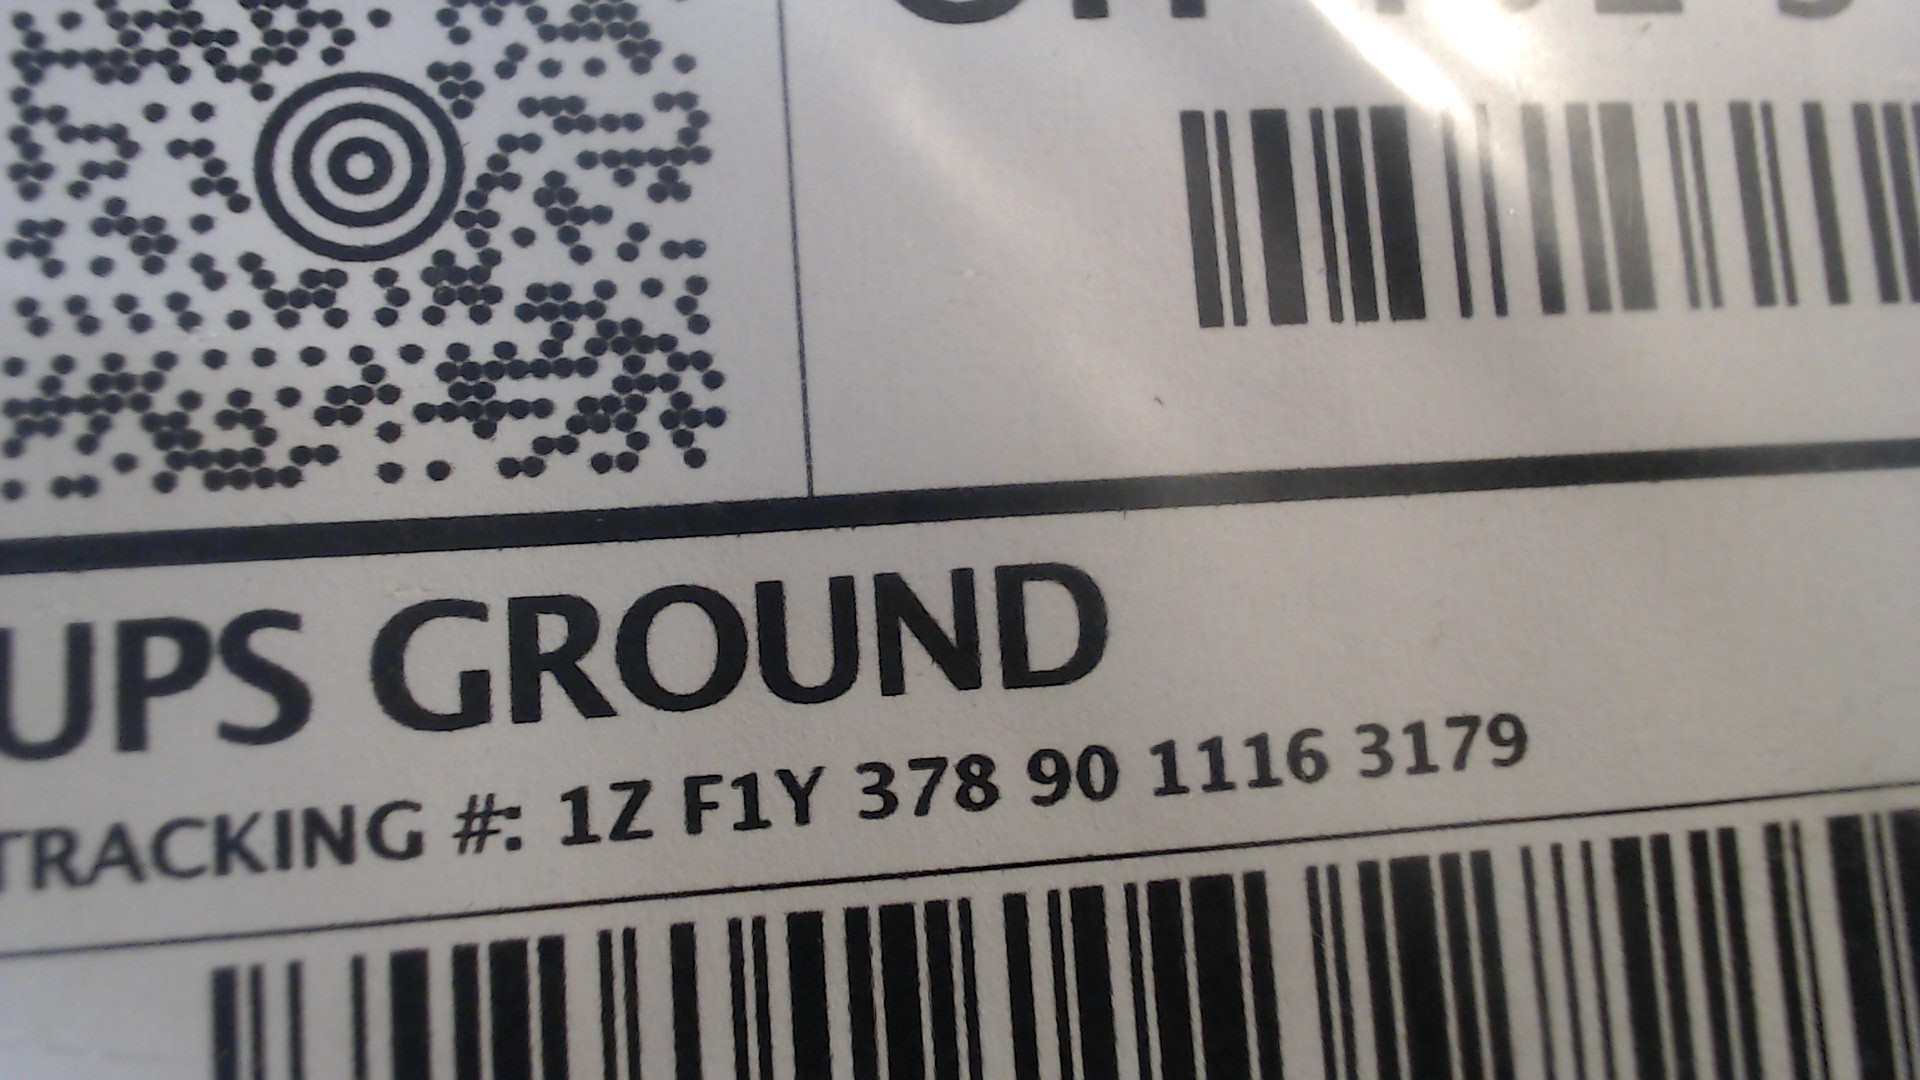 UPS GROUND
TRACKING #: 1Z F1Y 378 90 1116 3179